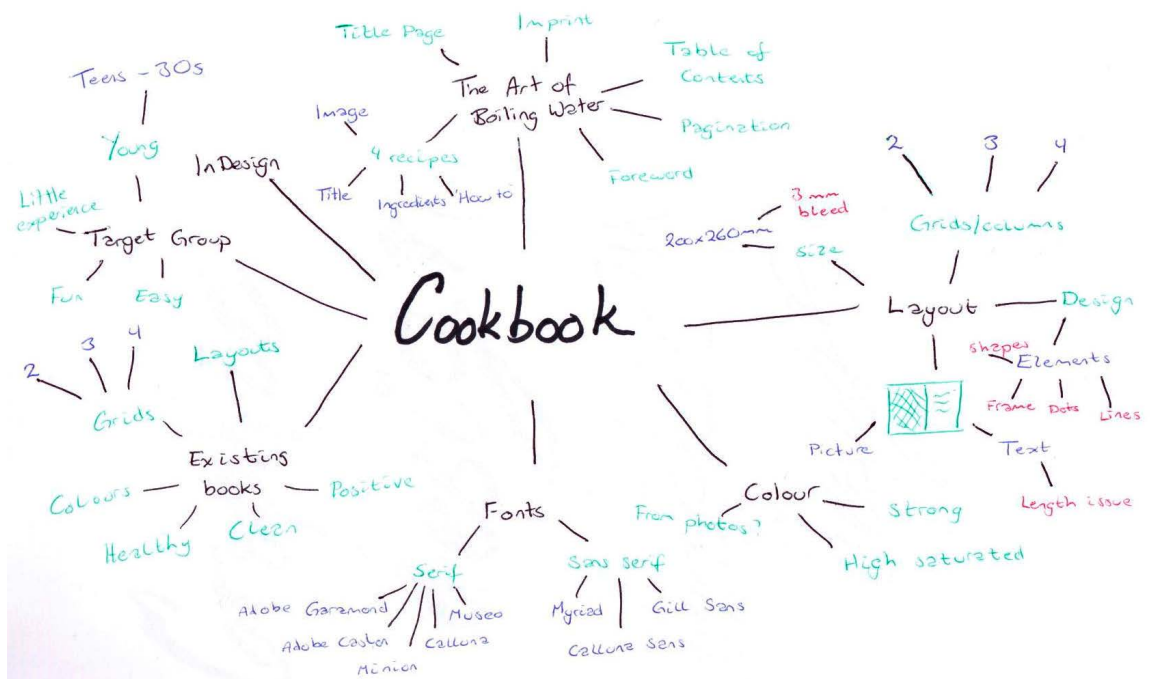 Title Page
Imprint
Table of
Contents
The Art of
Boiling Water
Pagination
Foreword
Image
4 recipes
Title
Ingredients
'How to'
Teens - 30s
Young
InDesign
Little
experience
Target Group
Fun
Easy
2
3
4
Grids/columns
3 mm
bleed
200x260mm
Size
Layout
Design
shapes
Elements
Frame
Dots
Lines
Picture
Text
Length issue
Cookbook
2
3
4
Layouts
Grids
Existing
books
Colours
Positive
Healthy
Clean
Fonts
Serif
Sans serif
Adobe Garamond
Museo
Adobe Caslon
Calluna
Minion
Myriad
Gill Sans
Calluna Sans
Colour
From photos?
Strong
High saturated